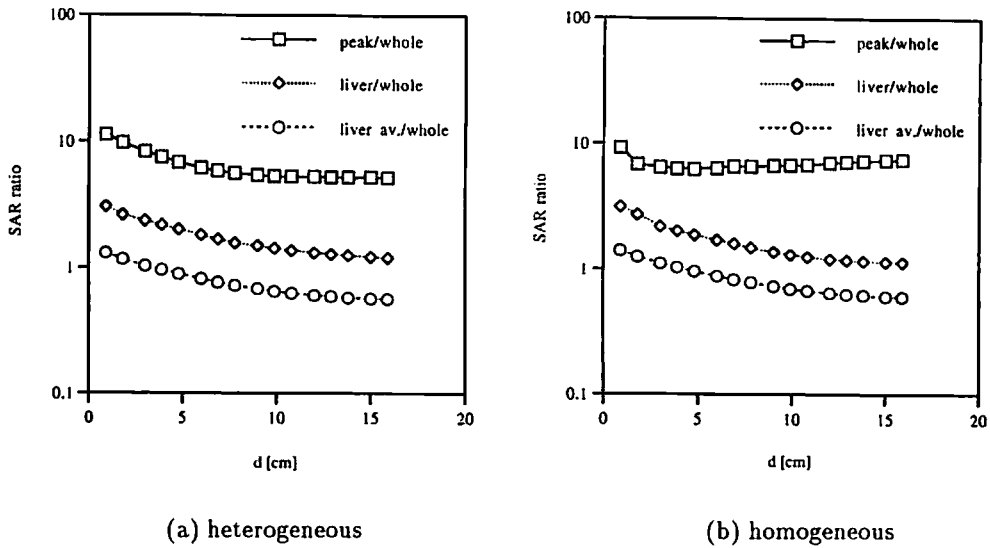 100
10
1
0.1
SAR ratio
peak/whole
liver/whole
liver av./whole
0 5 10 15 20
d [cm]
(a) heterogeneous
100
10
1
0.1
SAR ratio
peak/whole
liver/whole
liver av./whole
0 5 10 15 20
d [cm]
(b) homogeneous